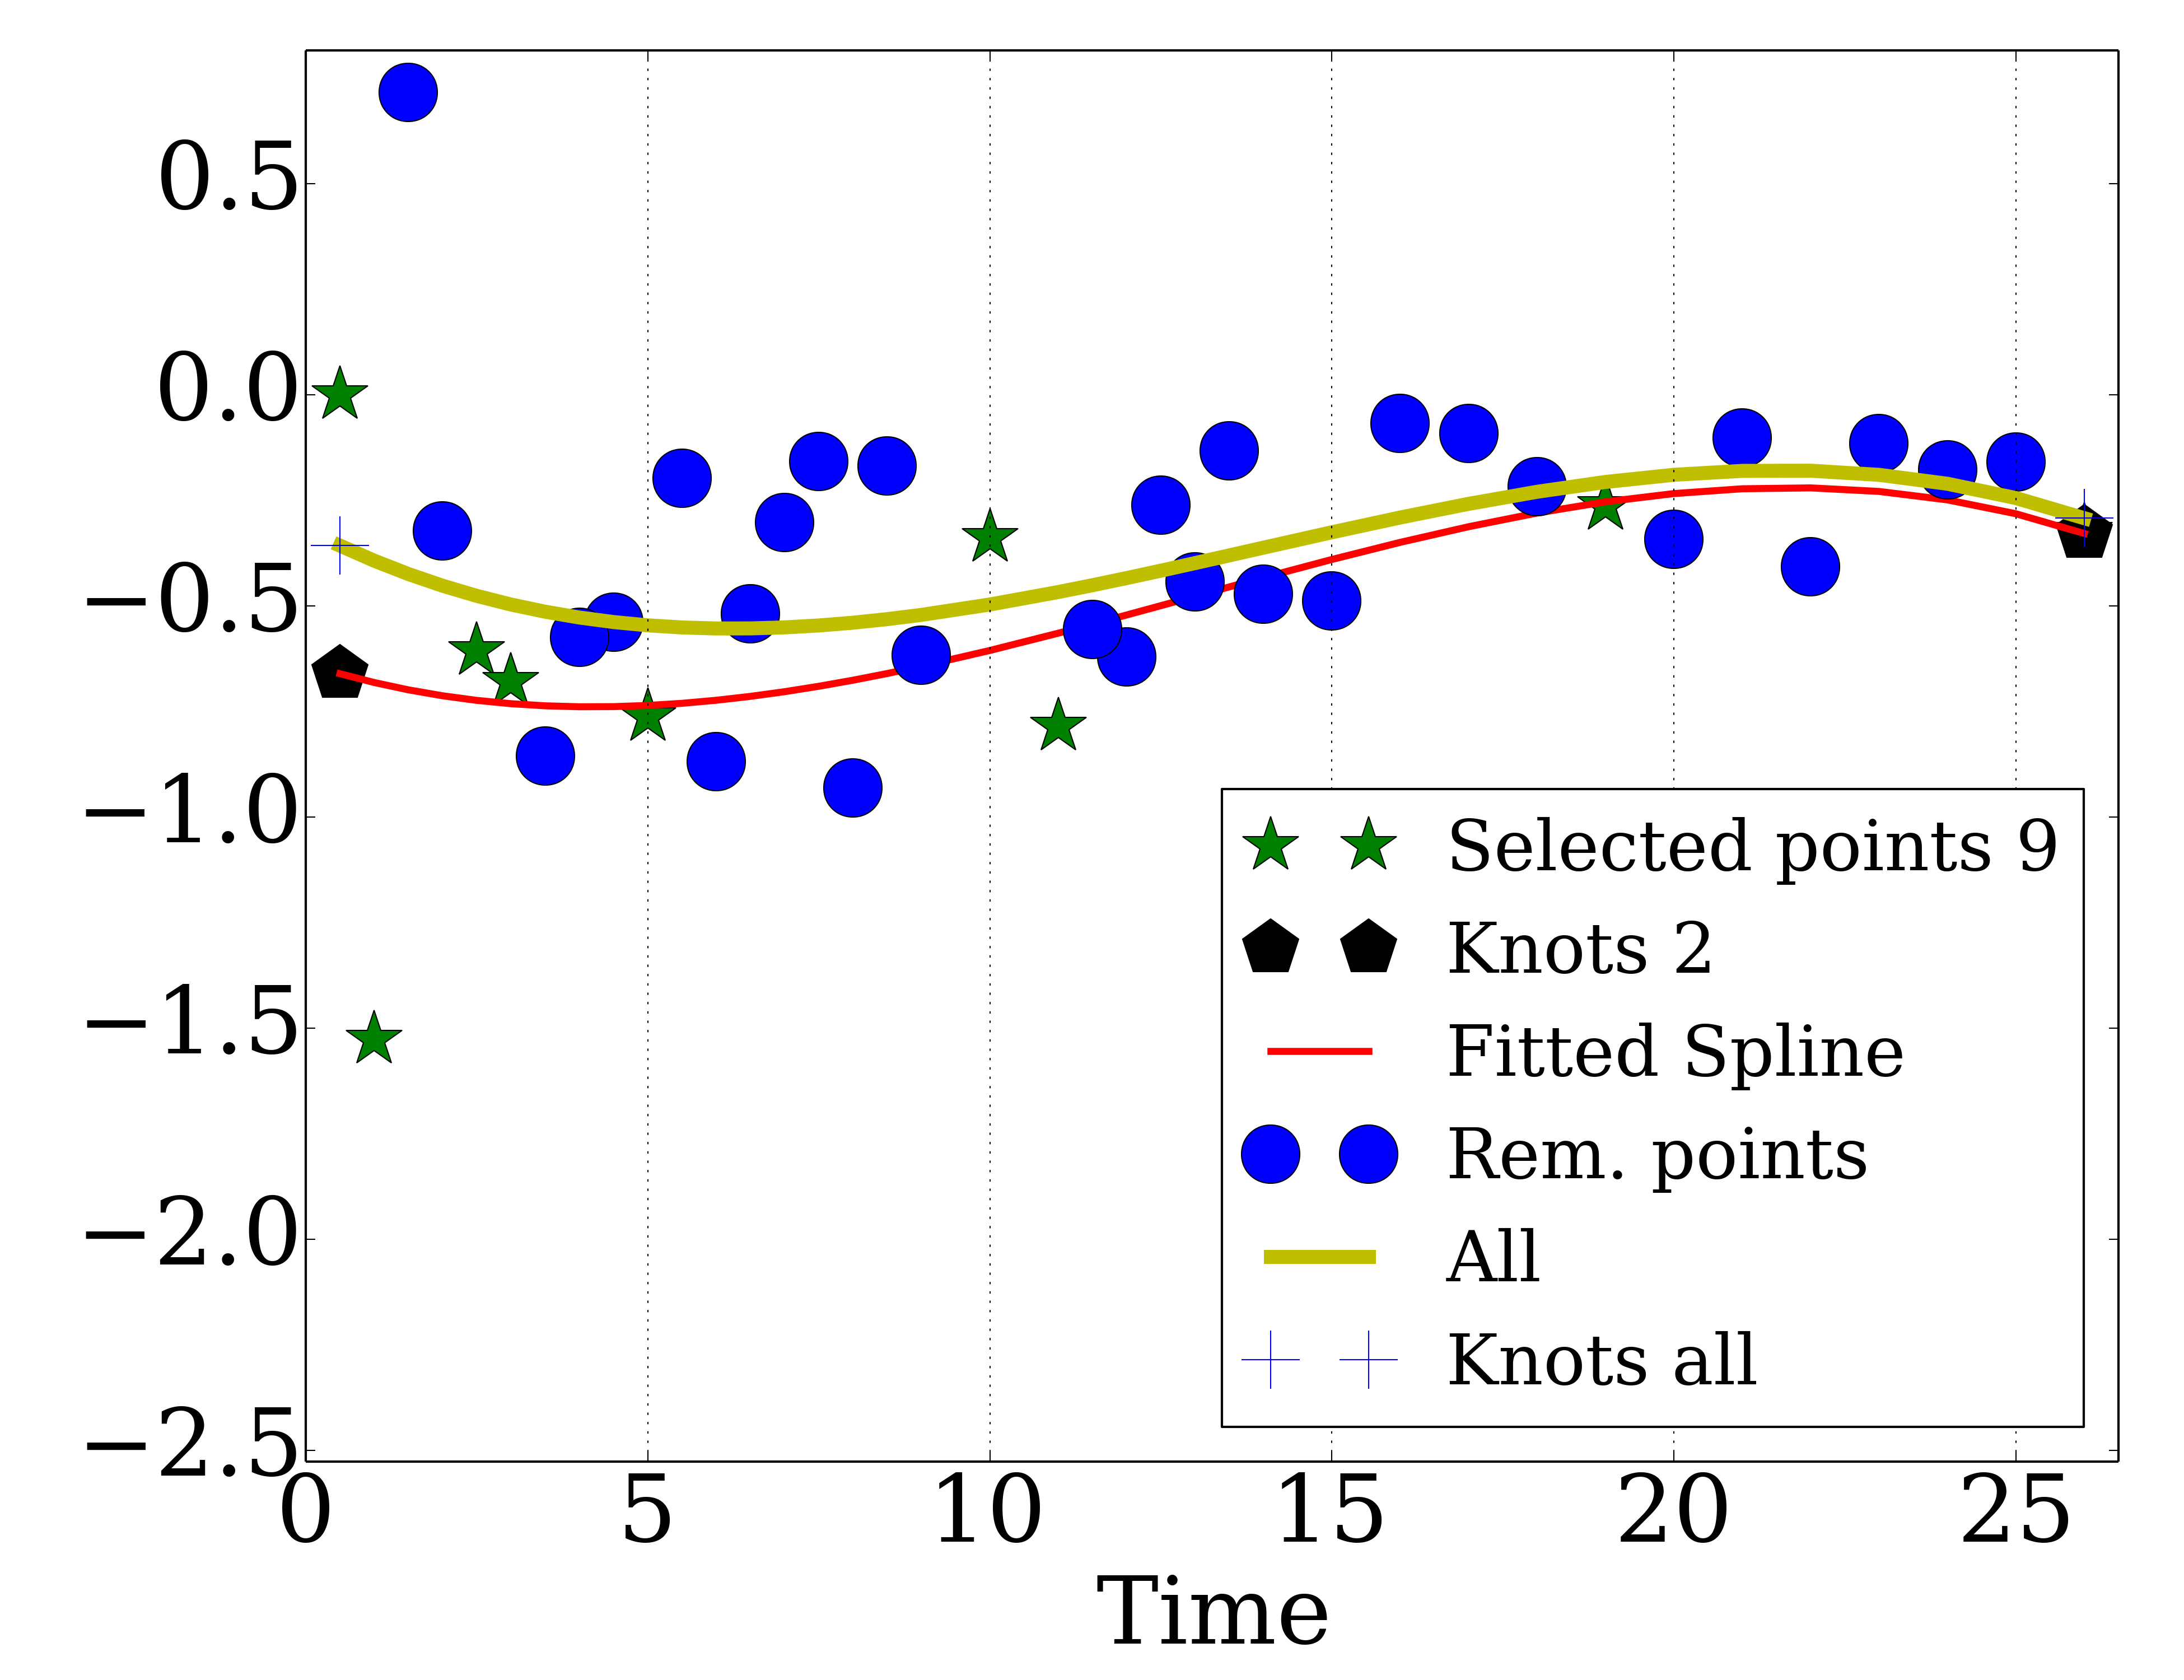 0.5
0.0
−0.5
−1.0
−1.5
−2.0
−2.5
Selected points 9
Knots 2
Fitted Spline
Rem. points
All
Knots all
0 5 10 15 20 25
Time